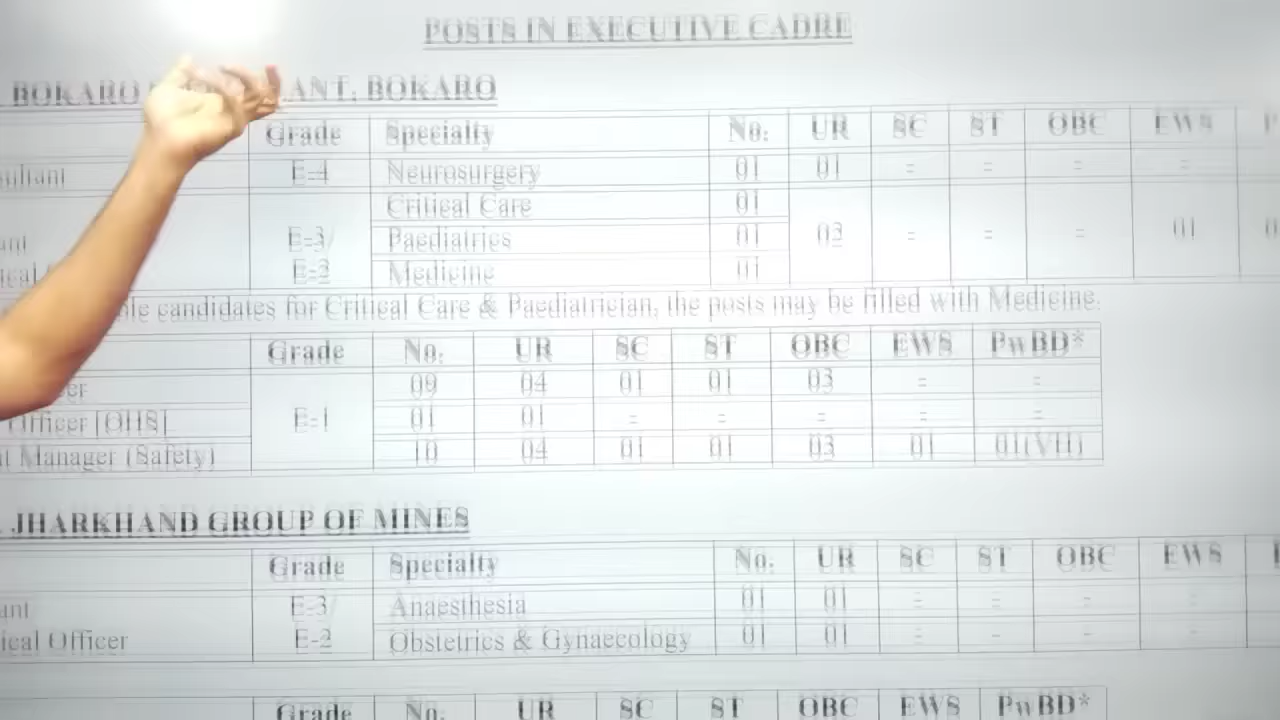 POSTS IN EXECUTIVE CADRE
BOKARO ANT, BOKARO
Grade Specialty No. UR SC ST OBC EWS
E-4 Neurosurgery 01 01 - - - -
Critical Care 01
E-3/ Paediatrics 01 03 - - - 01
E-2 Medicine 01
candidates for Critical Care & Paediatrician, the posts may be filled with Medicine.
Grade No. UR SC ST OBC EWS PwBD*
09 04 01 01 03 - -
Officer [OHS] E-1 01 01 - - - - -
Manager (Safety) 10 04 01 01 03 01 01(VH)
JHARKHAND GROUP OF MINES
Grade Specialty No. UR SC ST OBC EWS
E-3/ Anaesthesia 01 01 - - - -
Officer E-2 Obstetrics & Gynaecology 01 01 - - - -
Grade No. UR SC ST OBC EWS PwBD*